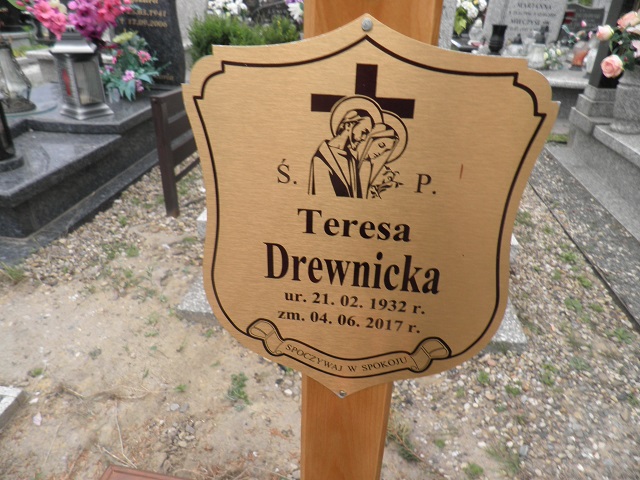 Ś. P.
Teresa
Drewnicka
ur. 21. 02. 1932 r.
zm. 04. 06. 2017 r.
SPOCZYWAJ W SPOKOJU